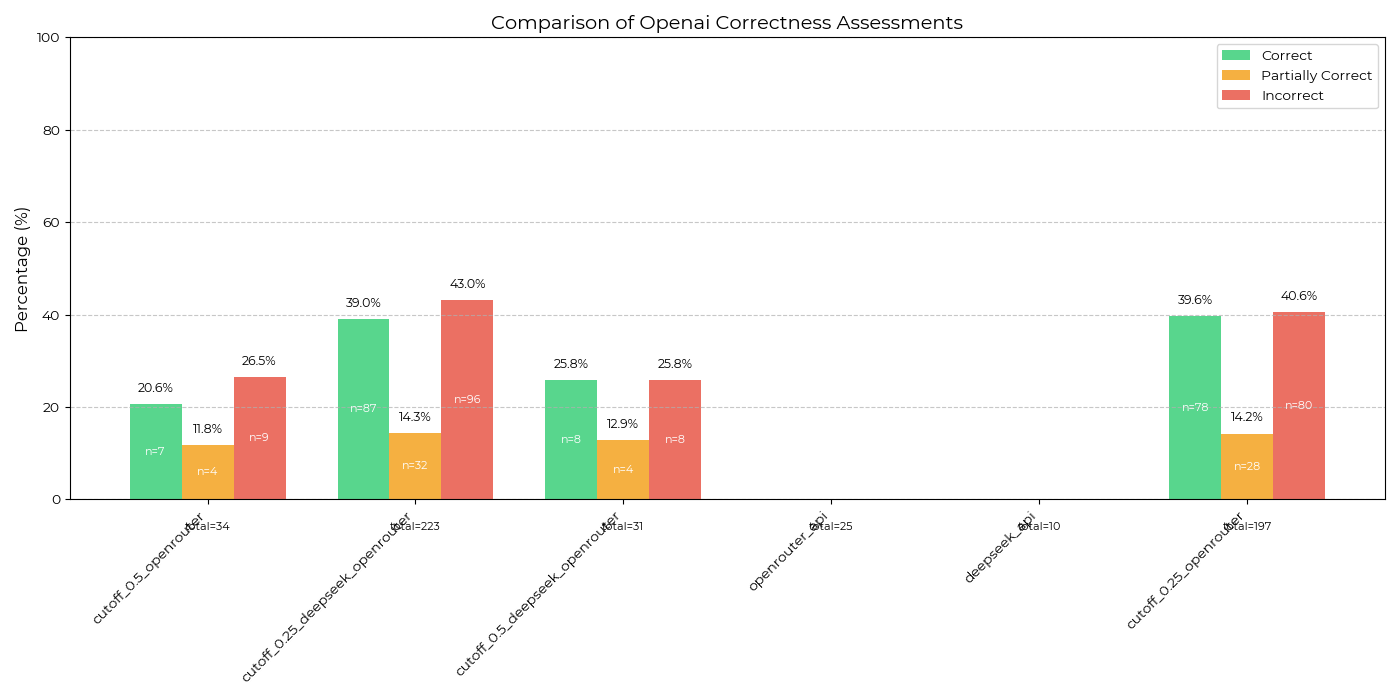 Comparison of Openai Correctness Assessments
Correct
Partially Correct
Incorrect
Percentage (%)
100
80
60
40
20
0
20.6%
11.8%
26.5%
n=7
n=4
n=9
39.0%
14.3%
43.0%
n=87
n=32
n=96
25.8%
12.9%
25.8%
n=8
n=4
n=8
39.6%
14.2%
40.6%
n=78
n=28
n=80
total=34
total=223
total=31
total=25
total=10
total=197
cutoff_0.5_openrouter
cutoff_0.25_deepseek_openrouter
cutoff_0.5_deepseek_openrouter
openrouter_api
deepseek_api
cutoff_0.25_openrouter